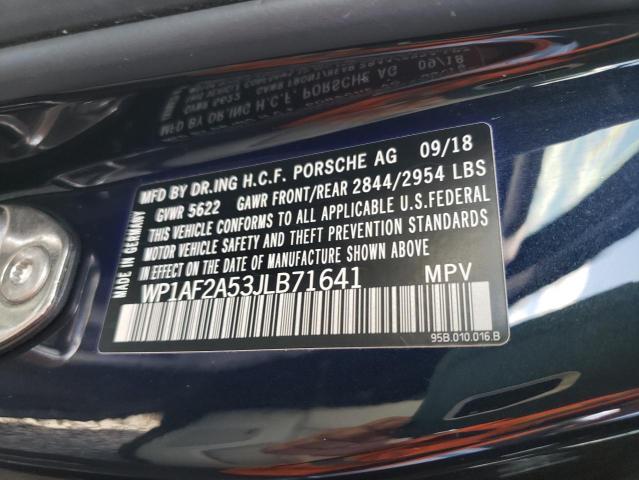 MFD BY DR.ING H.C.F. PORSCHE AG 09/18
GVWR 5622 GAWR FRONT/REAR 2844/2954 LBS
THIS VEHICLE CONFORMS TO ALL APPLICABLE U.S.FEDERAL
MOTOR VEHICLE SAFETY AND THEFT PREVENTION STANDARDS
IN EFFECT ON THE DATE OF MANUFACTURE SHOWN ABOVE
WP1AF2A53JLB71641 MPV
95B.010.016.B
MADE IN GERMANY